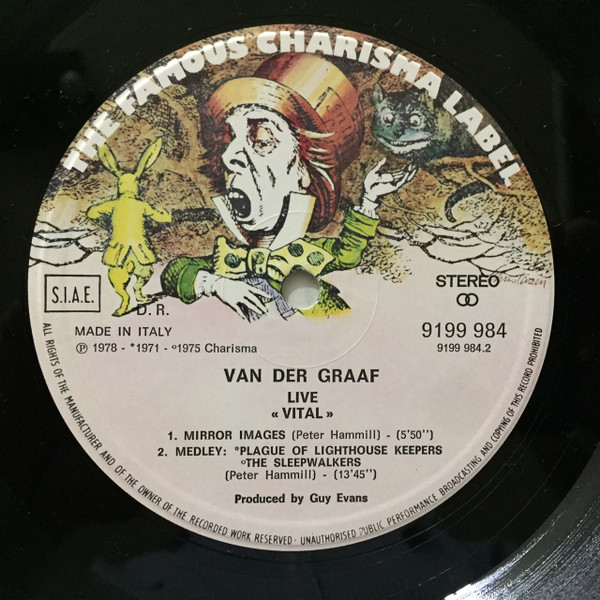 THE FAMOUS CHARISMA LABEL
S.I.A.E.
D. R.
MADE IN ITALY
℗ 1978 - *1971 - º1975 Charisma
STEREO
9199 984
9199 984.2
VAN DER GRAAF
LIVE
« VITAL »
1. MIRROR IMAGES (Peter Hammill) - (5'50'')
2. MEDLEY: *PLAGUE OF LIGHTHOUSE KEEPERS
ºTHE SLEEPWALKERS
(Peter Hammill) - (13'45'')
Produced by Guy Evans
ALL RIGHTS OF THE MANUFACTURER AND OF THE OWNER OF THE RECORDED WORK RESERVED · UNAUTHORISED PUBLIC PERFORMANCE BROADCASTING AND COPYING OF THIS RECORD PROHIBITED